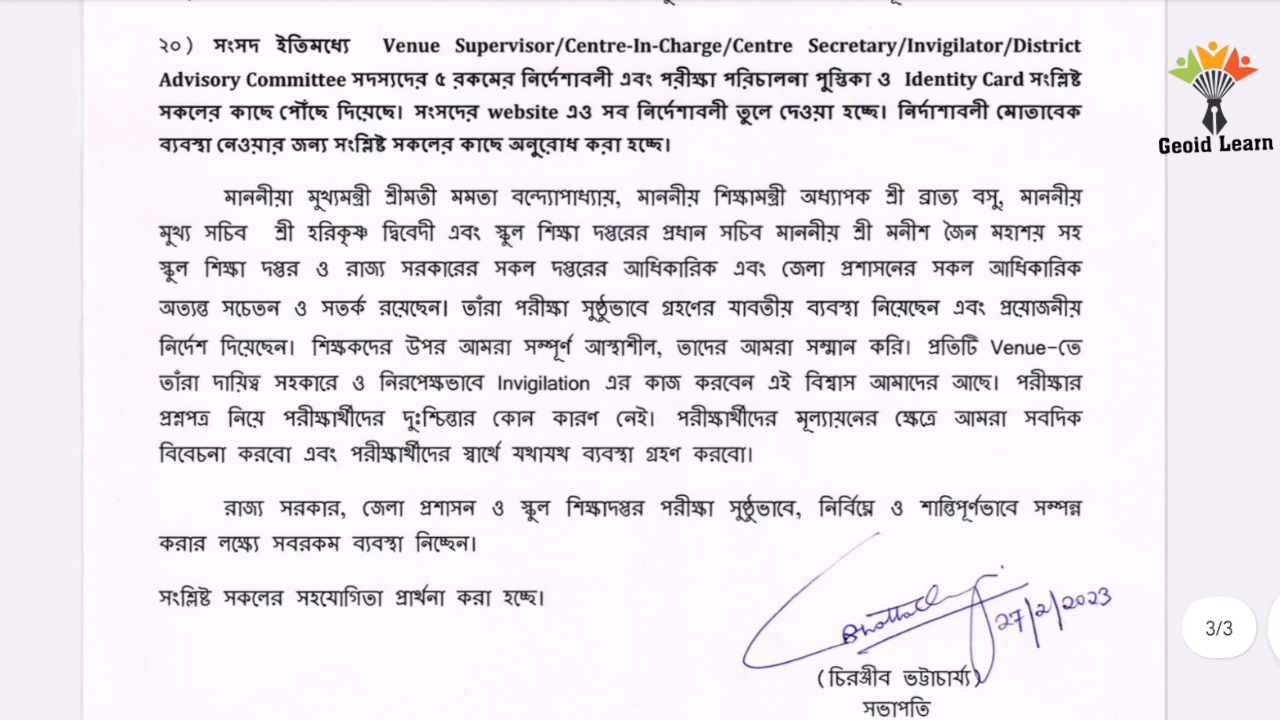 ২০) সংসদ ইতিমধ্যে Venue Supervisor/Centre-In-Charge/Centre Secretary/Invigilator/District
Advisory Committee সদস্যদের ৫ রকমের নির্দেশাবলী এবং পরীক্ষা পরিচালনা পুস্তিকা ও Identity Card সংশ্লিষ্ট
সকলের কাছে পৌঁছে দিয়েছে। সংসদের website এও সব নির্দেশাবলী তুলে দেওয়া হচ্ছে। নির্দাশাবলী মোতাবেক
ব্যবস্থা নেওয়ার জন্য সংশ্লিষ্ট সকলের কাছে অনুরোধ করা হচ্ছে।
মাননীয়া মুখ্যমন্ত্রী শ্রীমতী মমতা বন্দ্যোপাধ্যায়, মাননীয় শিক্ষামন্ত্রী অধ্যাপক শ্রী ব্রাত্য বসু, মাননীয়
মুখ্য সচিব শ্রী হরিকৃষ্ণ দ্বিবেদী এবং স্কুল শিক্ষা দপ্তরের প্রধান সচিব মাননীয় শ্রী মনীশ জৈন মহাশয় সহ
স্কুল শিক্ষা দপ্তর ও রাজ্য সরকারের সকল দপ্তরের আধিকারিক এবং জেলা প্রশাসনের সকল আধিকারিক
অত্যন্ত সচেতন ও সতর্ক রয়েছেন। তাঁরা পরীক্ষা সুষ্ঠুভাবে গ্রহণের যাবতীয় ব্যবস্থা নিয়েছেন এবং প্রয়োজনীয়
নির্দেশ দিয়েছেন। শিক্ষকদের উপর আমরা সম্পূর্ণ আস্থাশীল, তাদের আমরা সম্মান করি। প্রতিটি Venue-তে
তাঁরা দায়িত্ব সহকারে ও নিরপেক্ষভাবে Invigilation এর কাজ করবেন এই বিশ্বাস আমাদের আছে। পরীক্ষার
প্রশ্নপত্র নিয়ে পরীক্ষার্থীদের দুঃশ্চিন্তার কোন কারণ নেই। পরীক্ষার্থীদের মূল্যায়নের ক্ষেত্রে আমরা সবদিক
বিবেচনা করবো এবং পরীক্ষার্থীদের স্বার্থে যথাযথ ব্যবস্থা গ্রহণ করবো।
রাজ্য সরকার, জেলা প্রশাসন ও স্কুল শিক্ষাদপ্তর পরীক্ষা সুষ্ঠুভাবে, নির্বিঘ্নে ও শান্তিপূর্ণভাবে সম্পন্ন
করার লক্ষ্যে সবরকম ব্যবস্থা নিচ্ছেন।
সংশ্লিষ্ট সকলের সহযোগিতা প্রার্থনা করা হচ্ছে।
27/2/2023
(চিরঞ্জীব ভট্টাচার্য্য)
সভাপতি
Geoid Learn
3/3